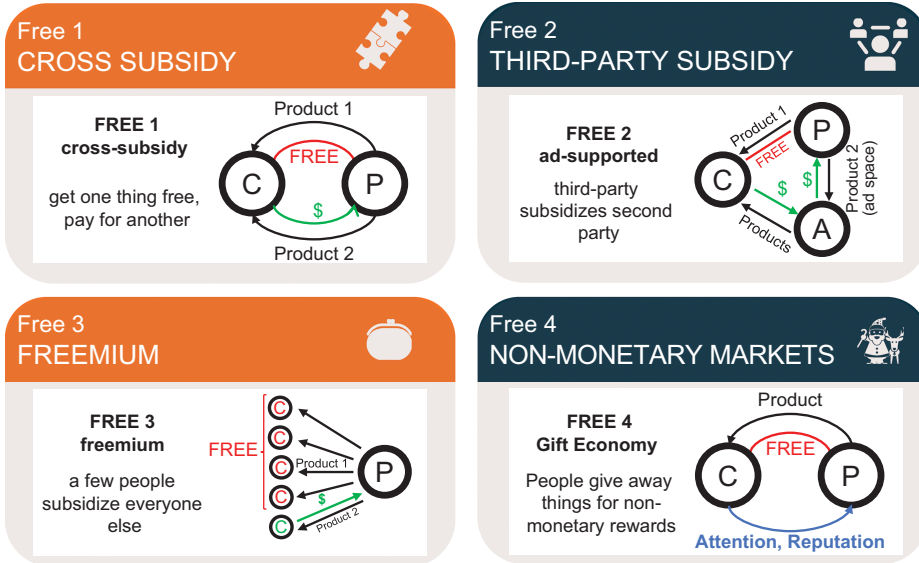 Free 1
CROSS SUBSIDY
FREE 1
cross-subsidy
get one thing free,
pay for another
Product 1
FREE
C
P
$
Product 2
Free 2
THIRD-PARTY SUBSIDY
FREE 2
ad-supported
third-party
subsidizes second
party
Product 1
FREE
P
C
$
$
Product 2
(ad space)
A
Products
Free 3
FREEMIUM
FREE 3
freemium
a few people
subsidize everyone
else
FREE
C
C
C
C
C
Product 1
P
$
Product 2
Free 4
NON-MONETARY MARKETS
FREE 4
Gift Economy
People give away
things for non-
monetary rewards
Product
FREE
C
P
Attention, Reputation